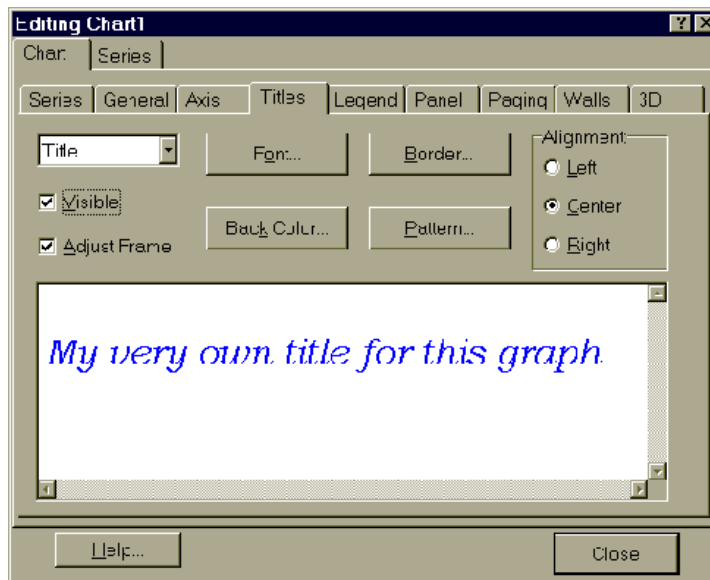 Editing Chart1
Chart Series
Series General Axis Titles Legend Panel Paging Walls 3D
Title Font... Border... Alignment
Left
Visible
Center
Back Color... Pattern...
Adjust Frame Right
My very own title for this graph
Help... Close